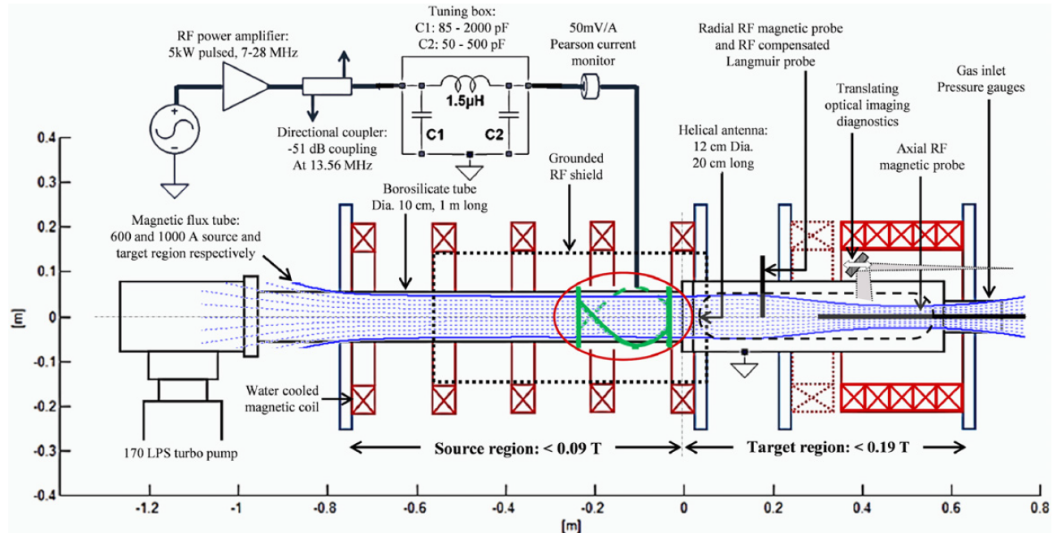 RF power amplifier:
5kW pulsed, 7-28 MHz
Tuning box:
C1: 85 - 2000 pF
C2: 50 - 500 pF
1.5µH
C1
C2
50mV/A
Pearson current
monitor
Radial RF magnetic probe
and RF compensated
Langmuir probe
Gas inlet
Pressure gauges
Translating
optical imaging
diagnostics
Directional coupler:
-51 dB coupling
At 13.56 MHz
Helical antenna:
12 cm Dia.
20 cm long
Axial RF
magnetic probe
Grounded
RF shield
Borosilicate tube
Dia. 10 cm, 1 m long
Magnetic flux tube:
600 and 1000 A source and
target region respectively
Water cooled
magnetic coil
170 LPS turbo pump
Source region: < 0.09 T
Target region: < 0.19 T
0.4
0.3
0.2
0.1
0
-0.1
-0.2
-0.3
-0.4
[m]
-1.2
-1
-0.8
-0.6
-0.4
-0.2
0
0.2
0.4
0.6
0.8
[m]